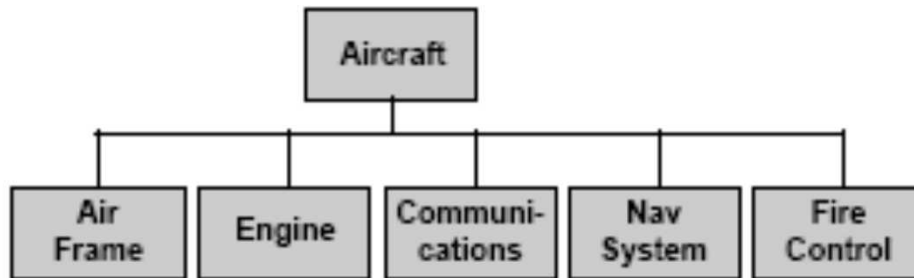 Aircraft
Air
Frame
Engine
Communi-
cations
Nav
System
Fire
Control